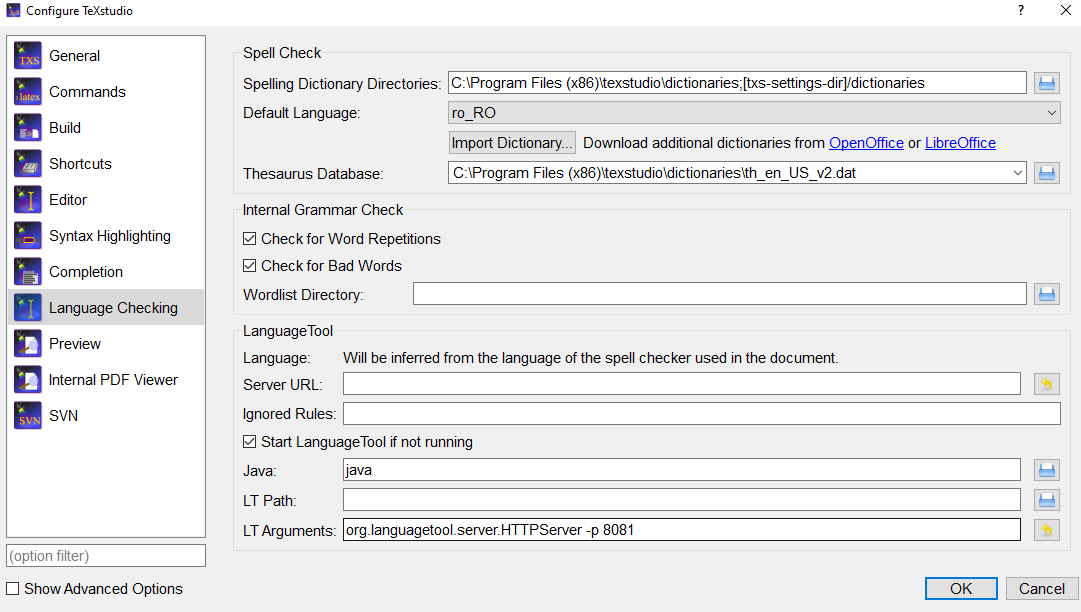 Configure TeXstudio
?
General
Commands
Build
Shortcuts
Editor
Syntax Highlighting
Completion
Language Checking
Preview
Internal PDF Viewer
SVN
(option filter)
Show Advanced Options
Spell Check
Spelling Dictionary Directories: C:\Program Files (x86)\texstudio\dictionaries;[txs-settings-dir]/dictionaries
Default Language: ro_RO
Import Dictionary... Download additional dictionaries from OpenOffice or LibreOffice
Thesaurus Database: C:\Program Files (x86)\texstudio\dictionaries\th_en_US_v2.dat
Internal Grammar Check
Check for Word Repetitions
Check for Bad Words
Wordlist Directory:
LanguageTool
Language: Will be inferred from the language of the spell checker used in the document.
Server URL:
Ignored Rules:
Start LanguageTool if not running
Java: java
LT Path:
LT Arguments: org.languagetool.server.HTTPServer -p 8081
OK Cancel